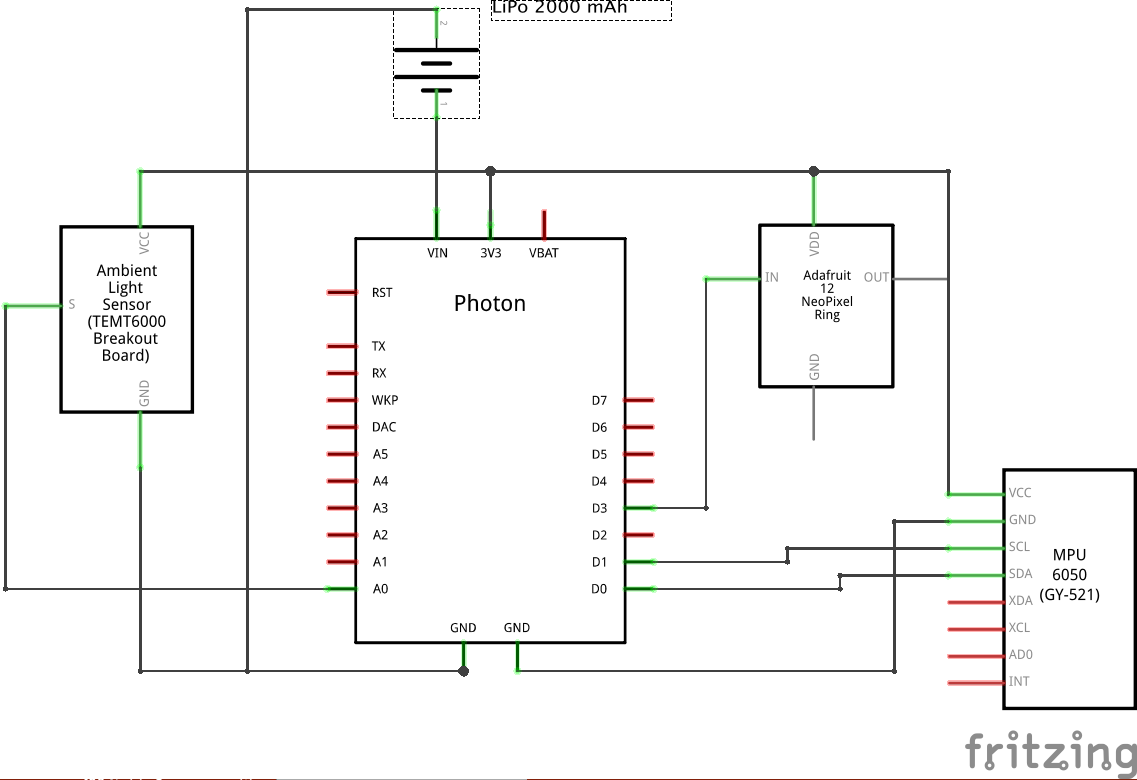 LiPo 2000 mAh
2
1
VCC
Ambient
Light
Sensor
(TEMT6000
Breakout
Board)
S
GND
VIN
3V3
VBAT
RST
Photon
TX
RX
WKP
DAC
A5
A4
A3
A2
A1
A0
D7
D6
D5
D4
D3
D2
D1
D0
GND
GND
VDD
IN
Adafruit
12
NeoPixel
Ring
OUT
GND
VCC
GND
SCL
SDA
XDA
XCL
AD0
INT
MPU
6050
(GY-521)
fritzing